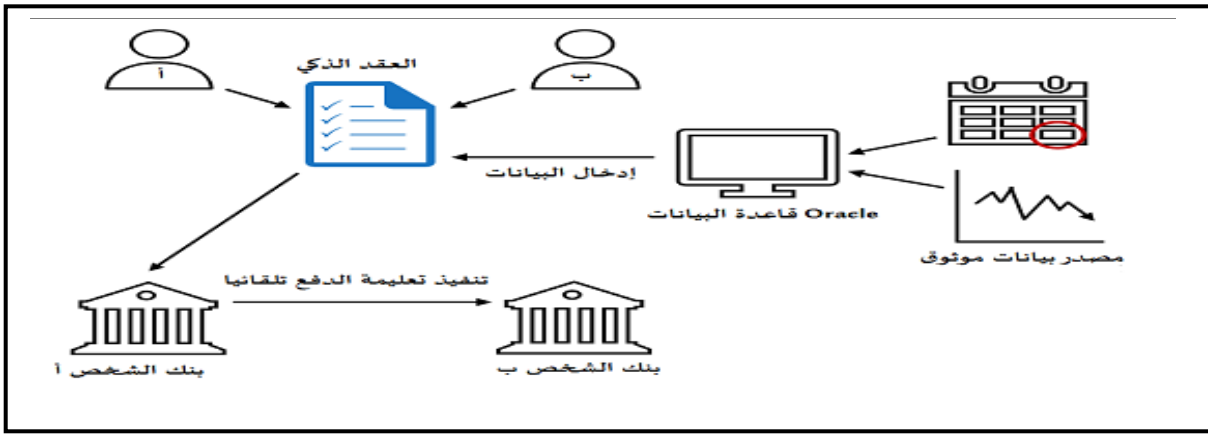 أ
ب
العقد الذكي
إدخال البيانات
قاعدة البيانات Oracle
مصدر بيانات موثوق
تنفيذ تعليمة الدفع تلقائيا
بنك الشخص أ
بنك الشخص ب